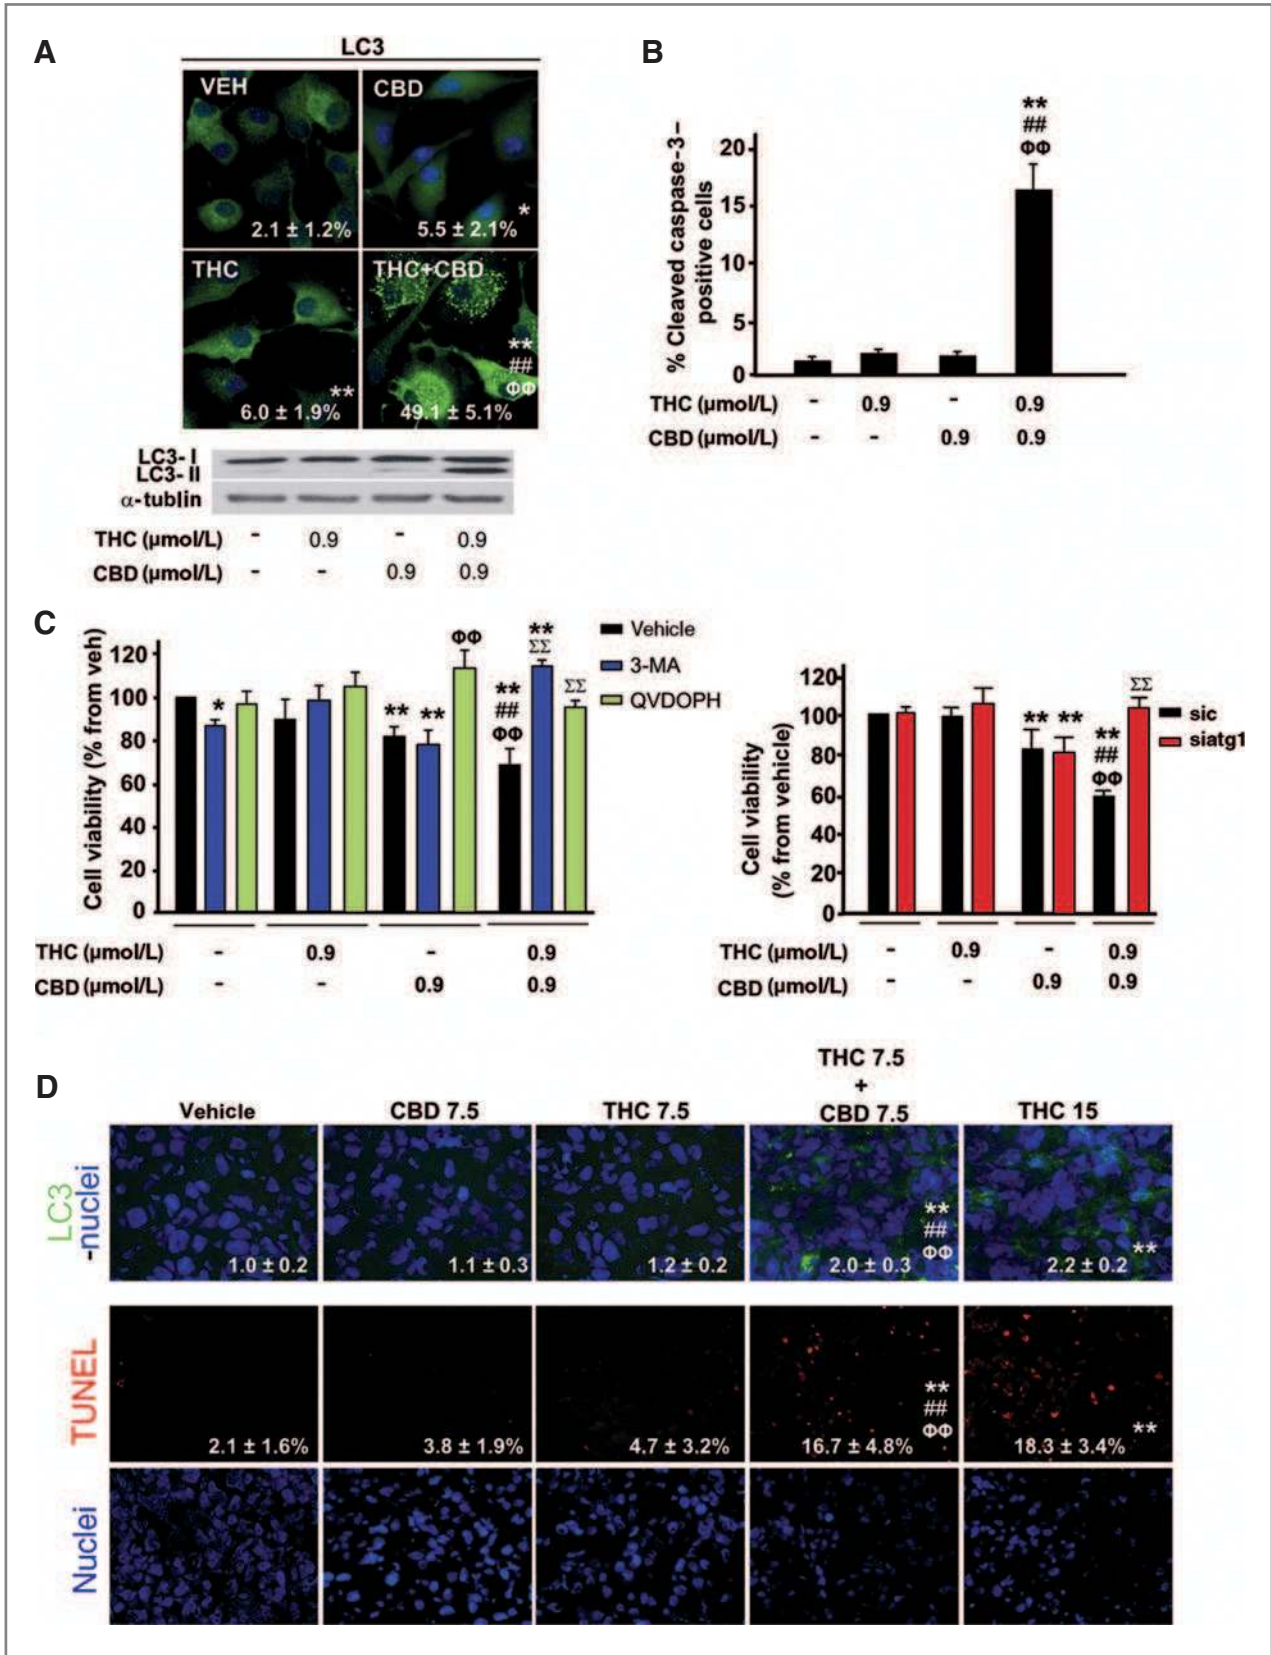 A
LC3
VEH
CBD
2.1 ± 1.2%
*
5.5 ± 2.1%
THC
THC+CBD
**
6.0 ± 1.9%
**
##
ΦΦ
49.1 ± 5.1%
LC3- I
LC3- II
α-tublin
THC (µmol/L) - 0.9 - 0.9
CBD (µmol/L) - - 0.9 0.9
B
% Cleaved caspase-3–
positive cells
20
15
10
5
0
**
##
ΦΦ
THC (µmol/L) - 0.9 - 0.9
CBD (µmol/L) - - 0.9 0.9
C
Cell viability (% from veh)
120
100
80
60
40
20
0
*
**
**
ΦΦ
**
##
ΦΦ
**
ΣΣ
ΣΣ
Vehicle
3-MA
QVDOPH
THC (µmol/L) - 0.9 - 0.9
CBD (µmol/L) - - 0.9 0.9
Cell viability
(% from vehicle)
120
100
80
60
40
20
0
**
**
**
##
ΦΦ
ΣΣ
sic
siatg1
THC (µmol/L) - 0.9 - 0.9
CBD (µmol/L) - - 0.9 0.9
D
Vehicle
CBD 7.5
THC 7.5
THC 7.5
+
CBD 7.5
THC 15
LC3
-nuclei
1.0 ± 0.2
1.1 ± 0.3
1.2 ± 0.2
**
##
ΦΦ
2.0 ± 0.3
**
2.2 ± 0.2
TUNEL
2.1 ± 1.6%
3.8 ± 1.9%
4.7 ± 3.2%
**
##
ΦΦ
16.7 ± 4.8%
**
18.3 ± 3.4%
Nuclei